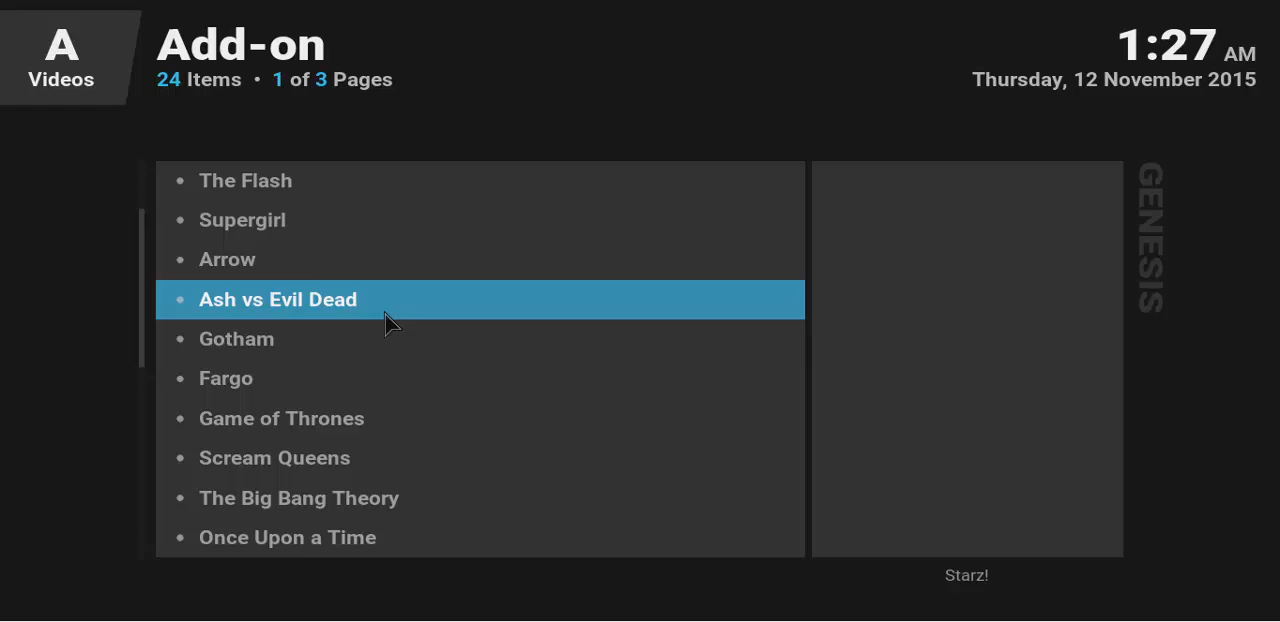 A
Videos
Add-on
24 Items • 1 of 3 Pages
1:27 AM
Thursday, 12 November 2015
• The Flash
• Supergirl
• Arrow
• Ash vs Evil Dead
• Gotham
• Fargo
• Game of Thrones
• Scream Queens
• The Big Bang Theory
• Once Upon a Time
GENESIS
Starz!